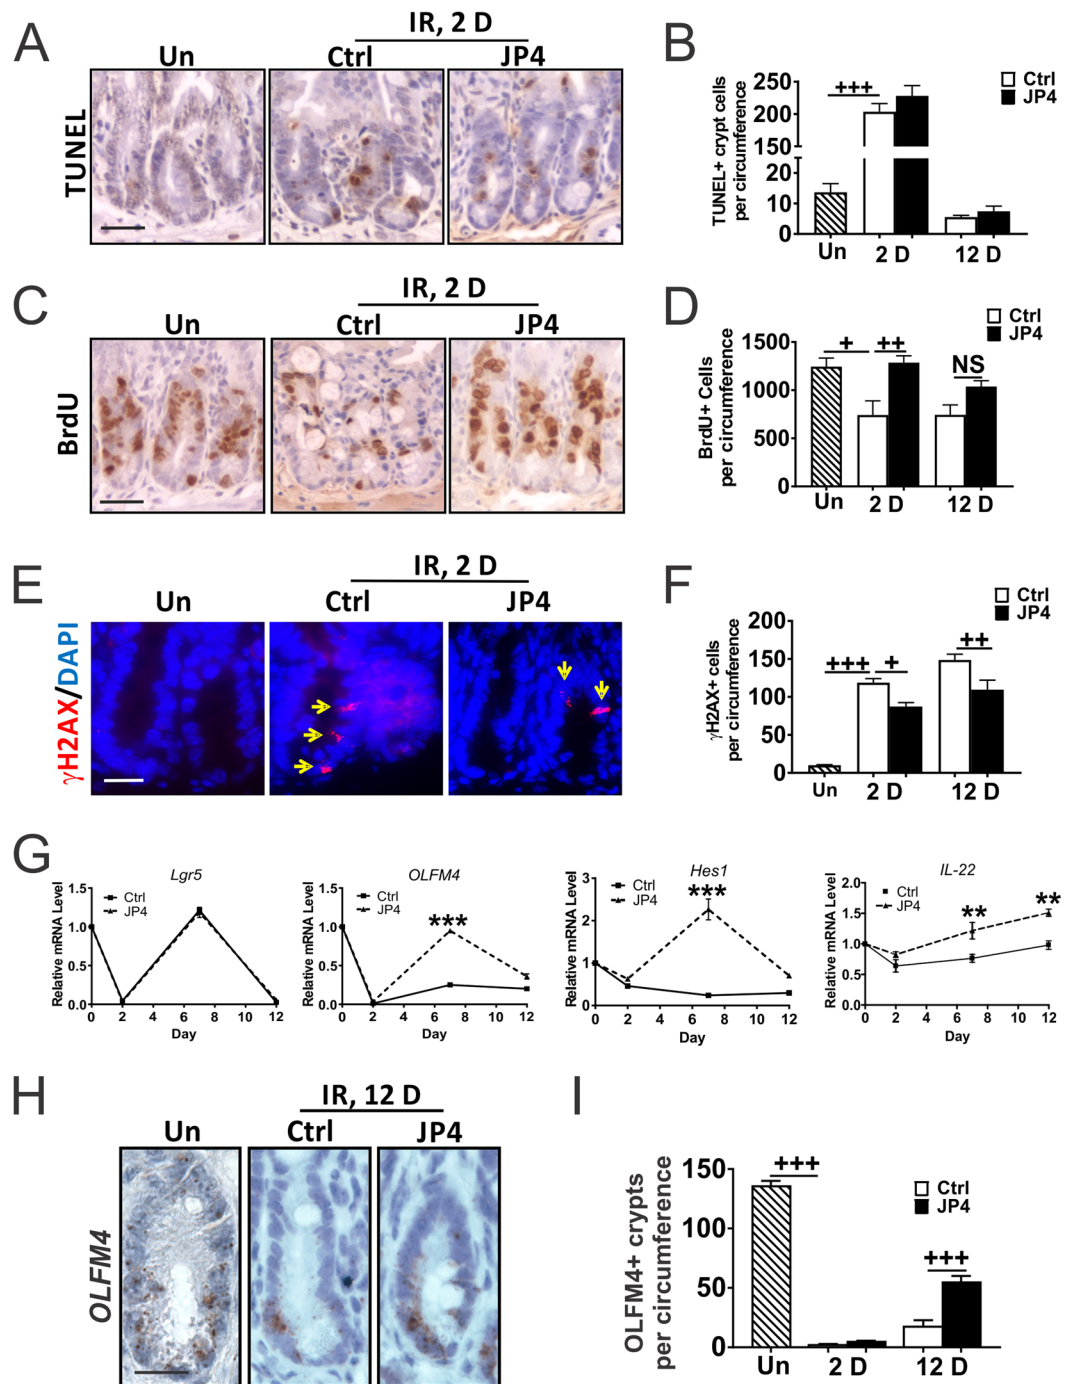 A
IR, 2 D
Un
Ctrl
JP4
TUNEL
B
TUNEL+ crypt cells
per circumference
250
200
150
20
10
0
+++
Ctrl
JP4
Un
2 D
12 D
C
IR, 2 D
Un
Ctrl
JP4
BrdU
D
BrdU+ Cells
per circumference
1500
1000
500
0
+
++
NS
Ctrl
JP4
Un
2 D
12 D
E
IR, 2 D
Un
Ctrl
JP4
γH2AX/DAPI
F
γH2AX+ cells
per circumference
200
150
100
50
0
+++
+
++
Ctrl
JP4
Un
2 D
12 D
G
Lgr5
Relative mRNA Level
1.5
1.0
0.5
0.0
Ctrl
JP4
0 2 4 6 8 10 12
Day
OLFM4
Relative mRNA Level
1.5
1.0
0.5
0.0
Ctrl
JP4
***
0 2 4 6 8 10 12
Day
Hes1
Relative mRNA Level
3
2
1
0
Ctrl
JP4
***
0 2 4 6 8 10 12
Day
IL-22
Relative mRNA Level
2.0
1.5
1.0
0.5
0.0
Ctrl
JP4
**
**
0 2 4 6 8 10 12
Day
H
IR, 12 D
Un
Ctrl
JP4
OLFM4
I
OLFM4+ crypts
per circumference
150
100
50
0
+++
+++
Ctrl
JP4
Un
2 D
12 D